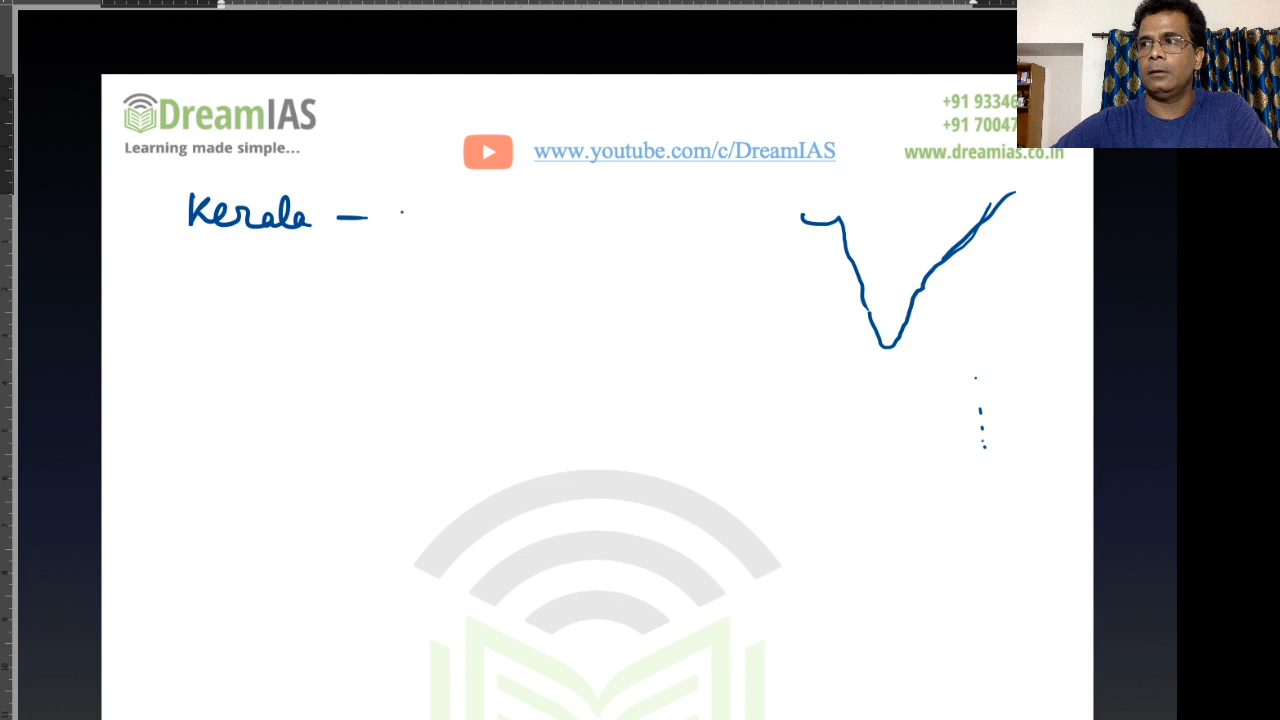 DreamIAS
Learning made simple...
www.youtube.com/c/DreamIAS
+91 93346
+91 70047
www.dreamias.co.in
Kerala —